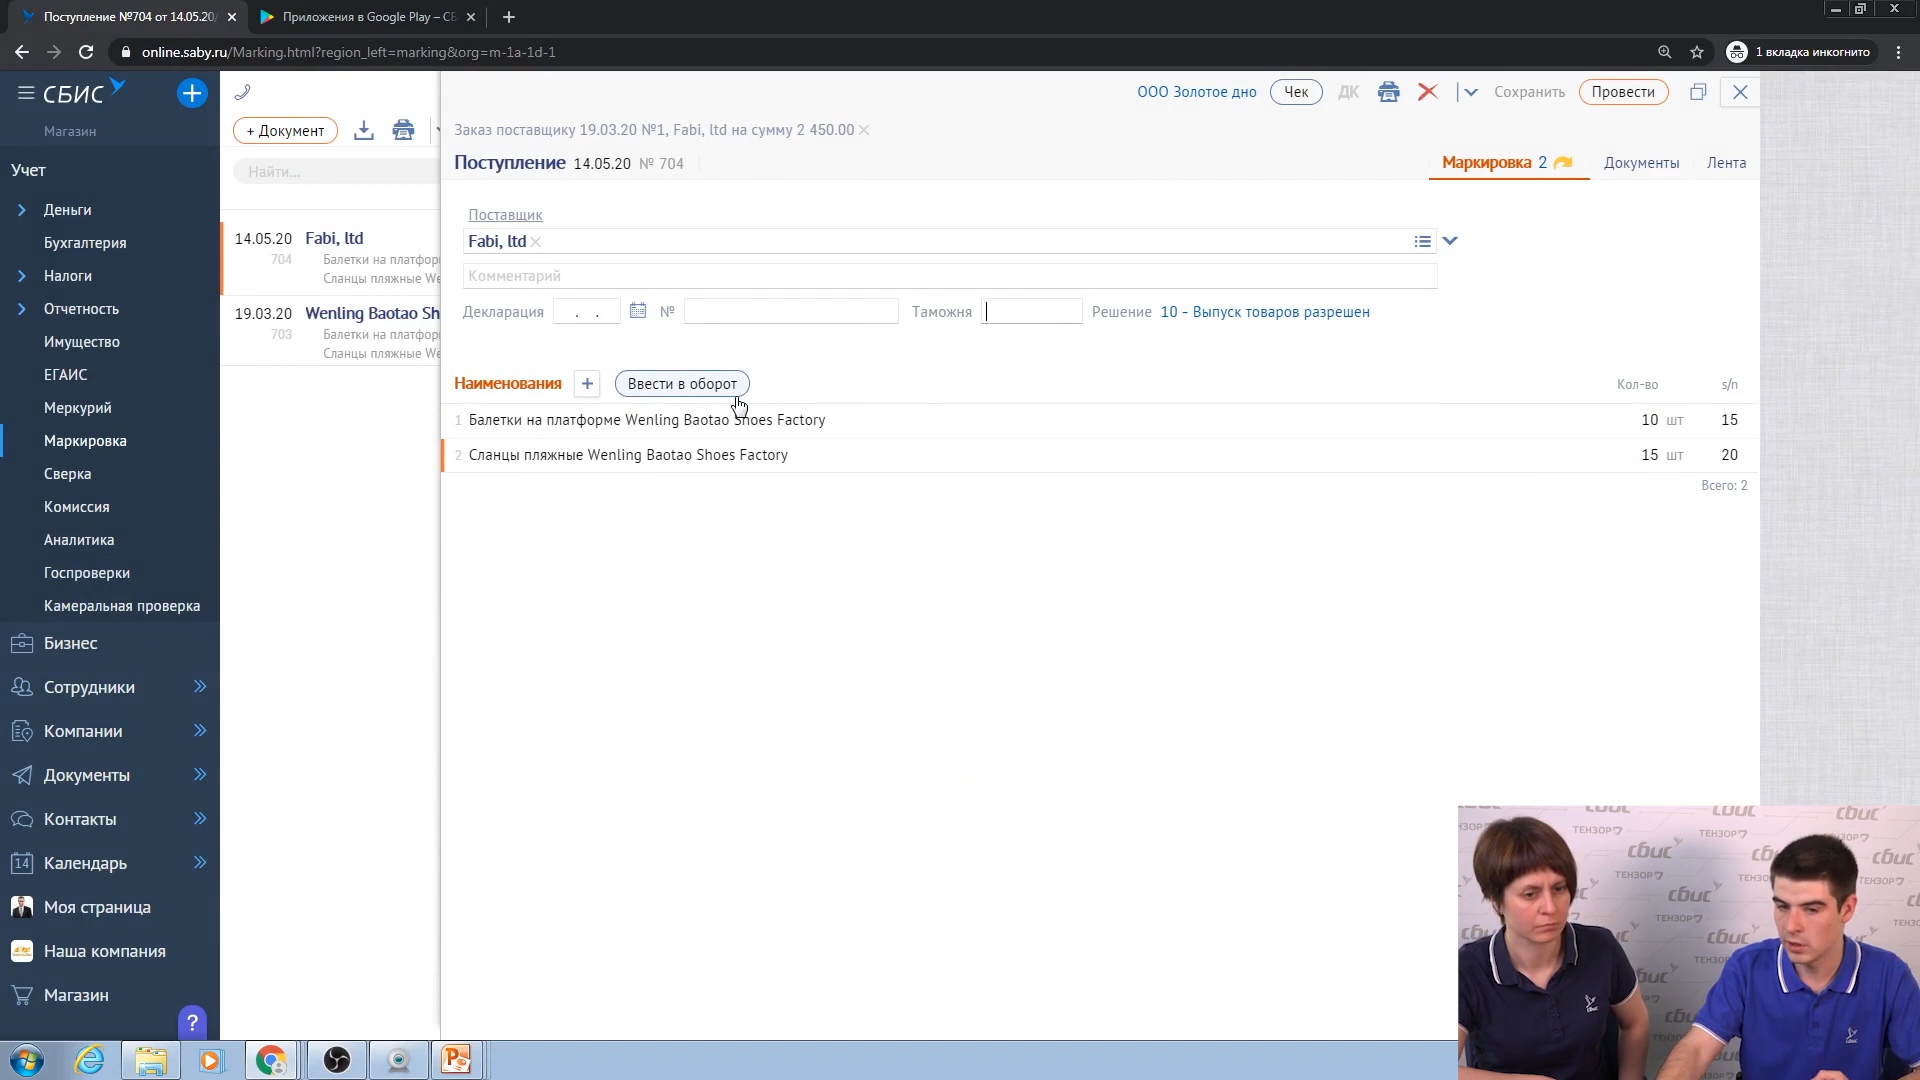 Поступление №704 от 14.05.20
Приложения в Google Play – СБ
online.saby.ru/Marking.html?region_left=marking&org=m-1a-1d-1
1 вкладка инкогнито
СБИС
Магазин
Учет
Деньги
Бухгалтерия
Налоги
Отчетность
Имущество
ЕГАИС
Меркурий
Маркировка
Сверка
Комиссия
Аналитика
Госпроверки
Камеральная проверка
Бизнес
Сотрудники
Компании
Документы
Контакты
14
Календарь
Моя страница
Наша компания
Магазин
?
+ Документ
Найти...
14.05.20 Fabi, ltd
704 Балетки на платфор
Сланцы пляжные We
19.03.20 Wenling Baotao Sh
703 Балетки на платфор
Сланцы пляжные We
ООО Золотое дно
Чек
ДК
Сохранить
Провести
Заказ поставщику 19.03.20 №1, Fabi, ltd на сумму 2 450.00
Поступление 14.05.20 № 704
Маркировка 2
Документы
Лента
Поставщик
Fabi, ltd
Комментарий
Декларация . . № Таможня Решение 10 - Выпуск товаров разрешен
Наименования + Ввести в оборот Кол-во s/n
1 Балетки на платформе Wenling Baotao Shoes Factory 10 шт 15
2 Сланцы пляжные Wenling Baotao Shoes Factory 15 шт 20
Всего: 2
сбис
ТЕНЗОР